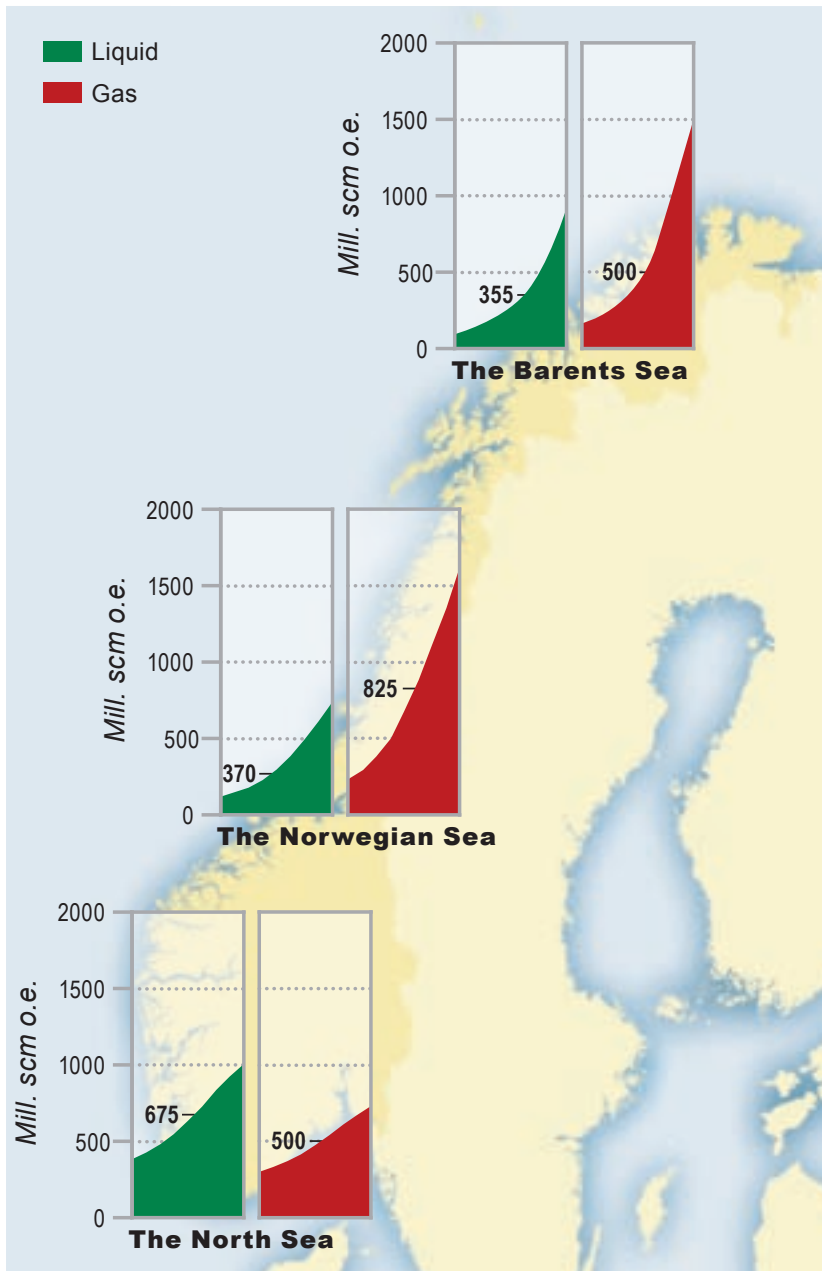 Liquid
Gas
Mill. scm o.e.
2000
1500
1000
500
0
355
500
The Barents Sea
Mill. scm o.e.
2000
1500
1000
500
0
370
825
The Norwegian Sea
Mill. scm o.e.
2000
1500
1000
500
0
675
500
The North Sea